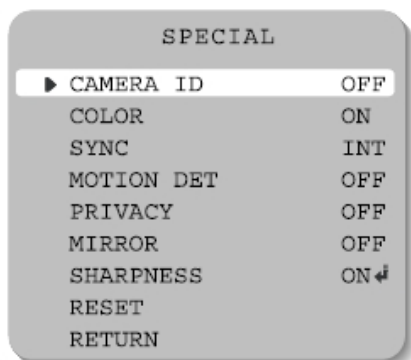 SPECIAL
CAMERA ID OFF
COLOR ON
SYNC INT
MOTION DET OFF
PRIVACY OFF
MIRROR OFF
SHARPNESS ON
RESET
RETURN